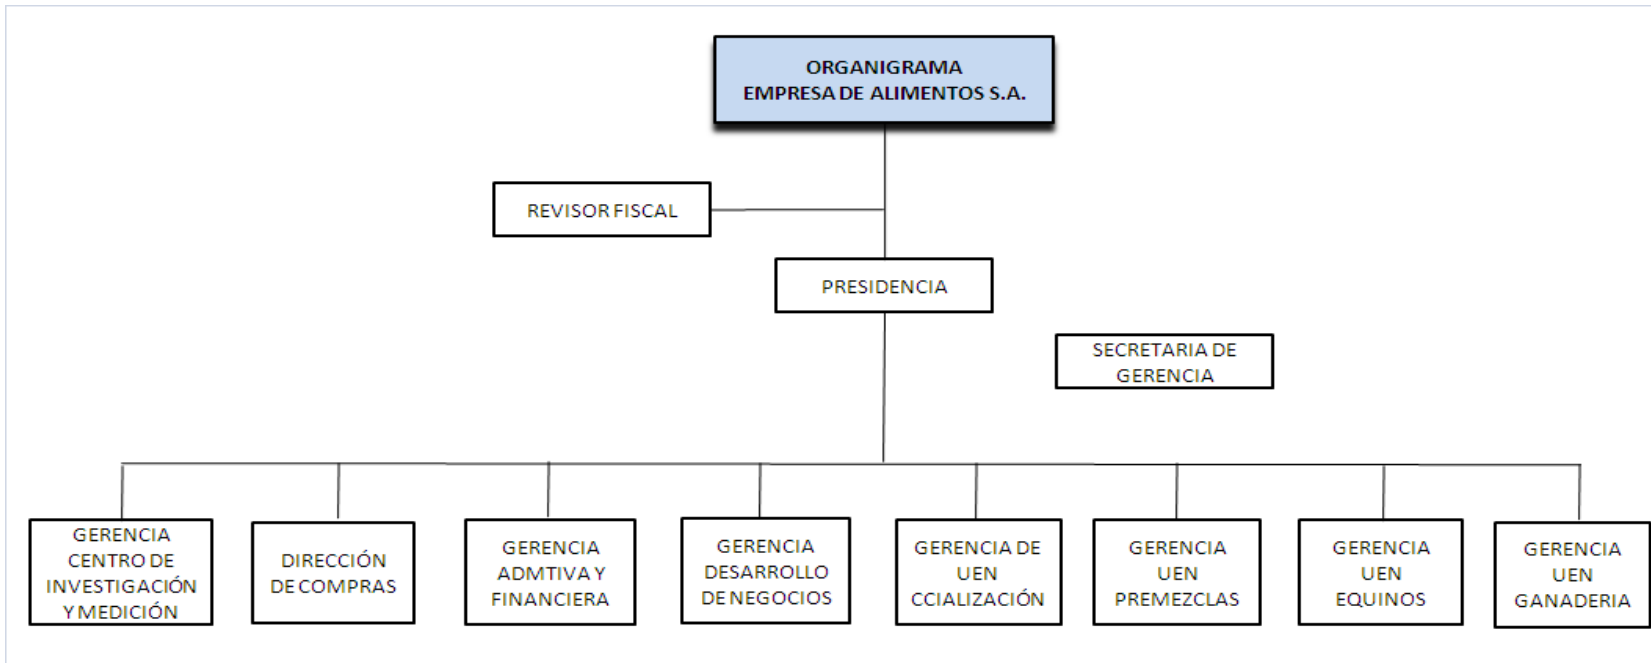 ORGANIGRAMA
EMPRESA DE ALIMENTOS S.A.
REVISOR FISCAL
PRESIDENCIA
SECRETARIA DE
GERENCIA
GERENCIA
CENTRO DE
INVESTIGACIÓN
Y MEDICIÓN
DIRECCIÓN
DE COMPRAS
GERENCIA
ADMTIVA Y
FINANCIERA
GERENCIA
DESARROLLO
DE NEGOCIOS
GERENCIA DE
UEN
CCIALIZACIÓN
GERENCIA
UEN
PREMEZCLAS
GERENCIA
UEN
EQUINOS
GERENCIA
UEN
GANADERIA